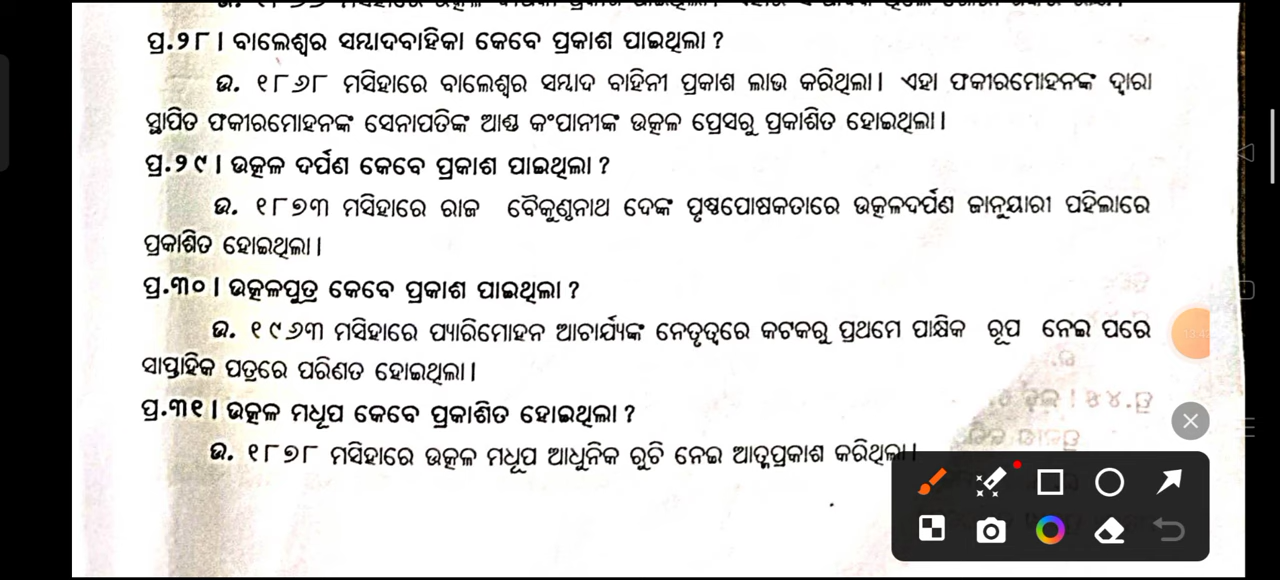 ପ୍ର.୨୮। ବାଲେଶ୍ୱର ସମ୍ୱାଦବାହିକା କେବେ ପ୍ରକାଶ ପାଇଥିଲା ?
ଉ. ୧୮୬୮ ମସିହାରେ ବାଲେଶ୍ୱର ସମ୍ୱାଦ ବାହିନୀ ପ୍ରକାଶ ଲାଭ କରିଥିଲା। ଏହା ଫକୀରମୋହନଙ୍କ ଦ୍ୱାରା
ସ୍ଥାପିତ ଫକୀରମୋହନଙ୍କ ସେନାପତିଙ୍କ ଆଣ୍ଡ କଂପାନୀଙ୍କ ଉତ୍କଳ ପ୍ରେସରୁ ପ୍ରକାଶିତ ହୋଇଥିଲା।
ପ୍ର.୨୯। ଉତ୍କଳ ଦର୍ପଣ କେବେ ପ୍ରକାଶ ପାଇଥିଲା ?
ଉ. ୧୮୭୩ ମସିହାରେ ରାଜ ବୈକୁଣ୍ଠନାଥ ଦେଙ୍କ ପୃଷ୍ଠପୋଷକତାରେ ଉତ୍କଳଦର୍ପଣ ଜାନୁୟାରୀ ପହିଲାରେ
ପ୍ରକାଶିତ ହୋଇଥିଲା।
ପ୍ର.୩୦। ଉତ୍କଳପୁତ୍ର କେବେ ପ୍ରକାଶ ପାଇଥିଲା ?
ଉ. ୧୯୬୩ ମସିହାରେ ପ୍ୟାରିମୋହନ ଆଚାର୍ଯ୍ୟଙ୍କ ନେତୃତ୍ୱରେ କଟକରୁ ପ୍ରଥମେ ପାକ୍ଷିକ ରୂପ ନେଇ ପରେ
ସାପ୍ତାହିକ ପତ୍ରରେ ପରିଣତ ହୋଇଥିଲା।
ପ୍ର.୩୧। ଉତ୍କଳ ମଧୂପ କେବେ ପ୍ରକାଶିତ ହୋଇଥିଲା ?
ଉ. ୧୮୭୮ ମସିହାରେ ଉତ୍କଳ ମଧୂପ ଆଧୁନିକ ରୁଚି ନେଇ ଆତ୍ମପ୍ରକାଶ କରିଥିଲା।